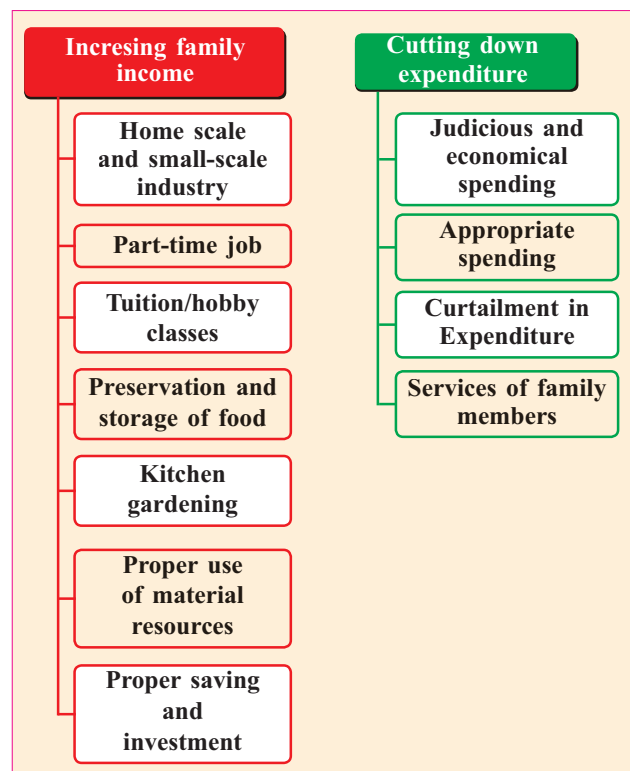 Incresing family
income
Home scale
and small-scale
industry
Part-time job
Tuition/hobby
classes
Preservation and
storage of food
Kitchen
gardening
Proper use
of material
resources
Proper saving
and
investment
Cutting down
expenditure
Judicious and
economical
spending
Appropriate
spending
Curtailment in
Expenditure
Services of family
members